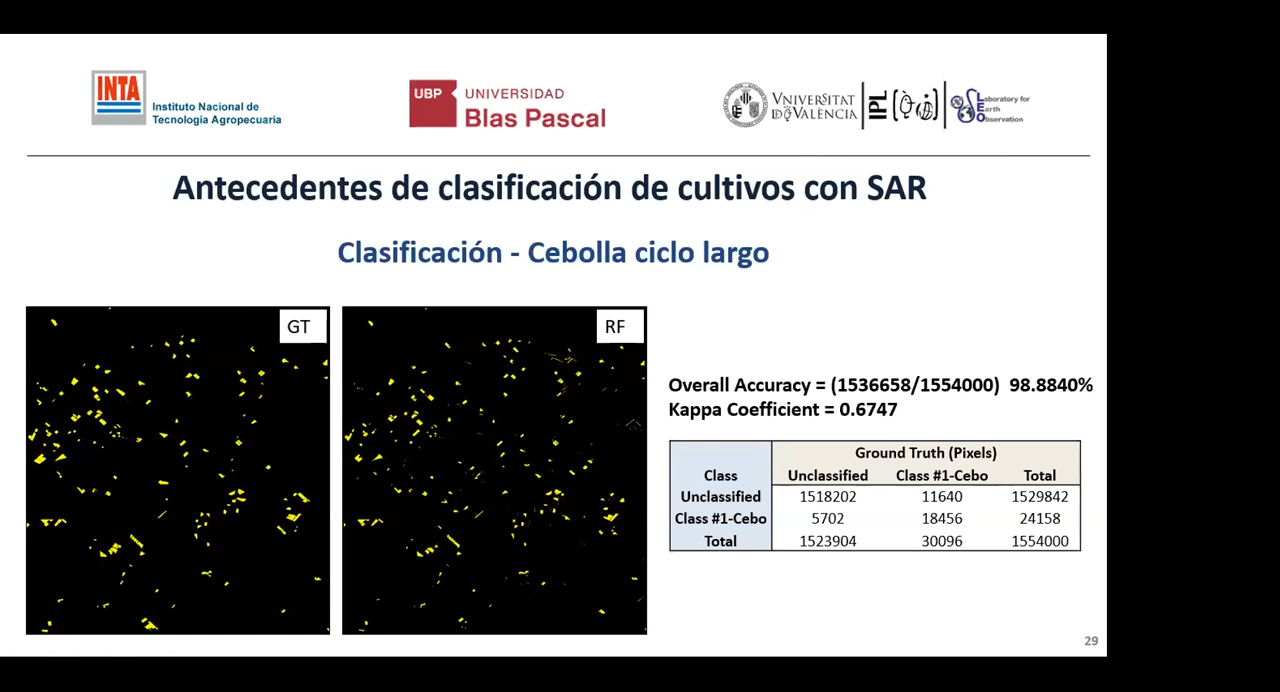 INTA
Instituto Nacional de
Tecnología Agropecuaria
UBP
UNIVERSIDAD
Blas Pascal
VNIVERSITAT
DE VALÈNCIA
IPL
Laboratory for
Earth
Observation
Antecedentes de clasificación de cultivos con SAR
Clasificación - Cebolla ciclo largo
GT
RF
Overall Accuracy = (1536658/1554000) 98.8840%
Kappa Coefficient = 0.6747
Ground Truth (Pixels)
Class Unclassified Class #1-Cebo Total
Unclassified 1518202 11640 1529842
Class #1-Cebo 5702 18456 24158
Total 1523904 30096 1554000
29